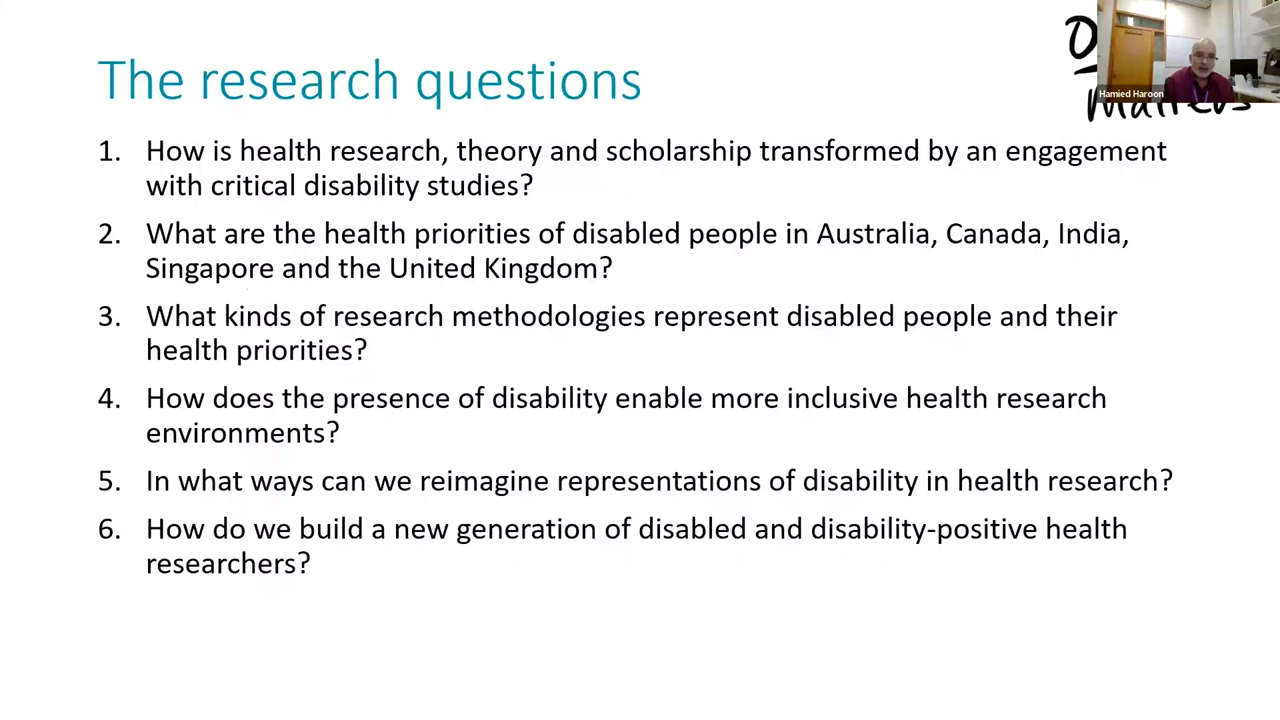 The research questions
Hamied Haroon
matters
1. How is health research, theory and scholarship transformed by an engagement
with critical disability studies?
2. What are the health priorities of disabled people in Australia, Canada, India,
Singapore and the United Kingdom?
3. What kinds of research methodologies represent disabled people and their
health priorities?
4. How does the presence of disability enable more inclusive health research
environments?
5. In what ways can we reimagine representations of disability in health research?
6. How do we build a new generation of disabled and disability-positive health
researchers?